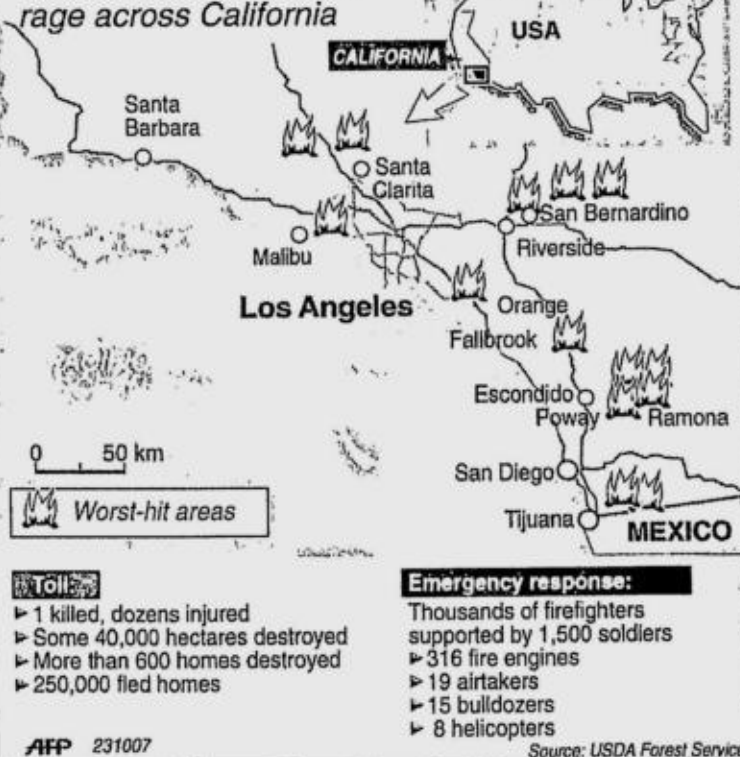 rage across California
USA
CALIFORNIA
Santa
Barbara
Santa
Clarita
San Bernardino
Riverside
Malibu
Los Angeles
Orange
Fallbrook
Escondido
Poway
Ramona
0 50 km
San Diego
Worst-hit areas
Tijuana
MEXICO
Toll
1 killed, dozens injured
Some 40,000 hectares destroyed
More than 600 homes destroyed
250,000 fled homes
Emergency response:
Thousands of firefighters
supported by 1,500 soldiers
316 fire engines
19 airtakers
15 bulldozers
8 helicopters
AFP 231007
Source: USDA Forest Service